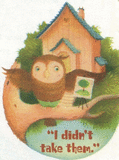 "I didn't
take them."